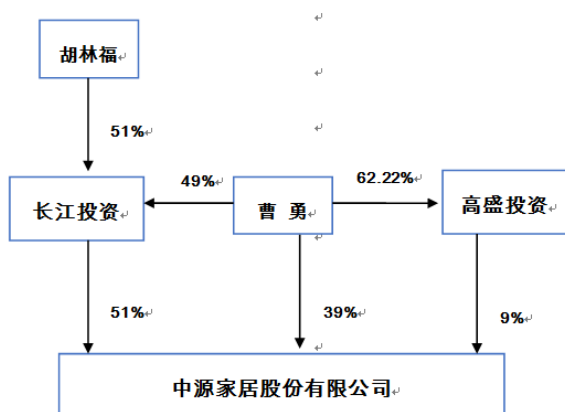 胡林福
51%
49%
62.22%
长江投资
曹 勇
高盛投资
51%
39%
9%
中源家居股份有限公司